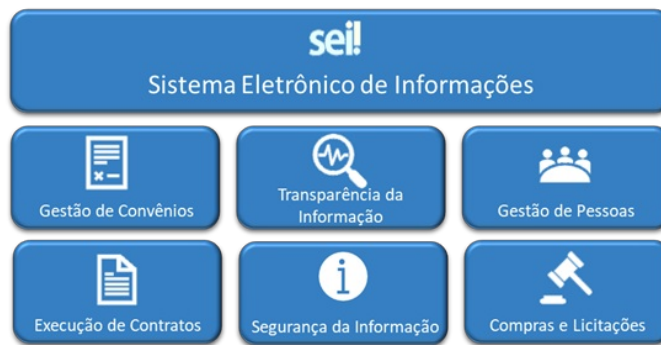 sei!
Sistema Eletrônico de Informações
Gestão de Convênios
Transparência da
Informação
Gestão de Pessoas
Execução de Contratos
Segurança da Informação
Compras e Licitações